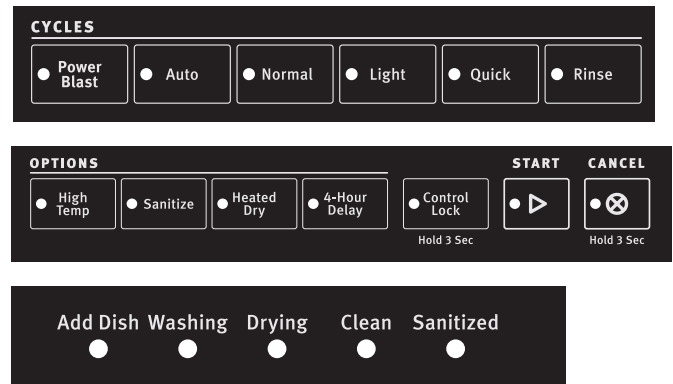 CYCLES
Power
Blast
Auto
Normal
Light
Quick
Rinse
OPTIONS
START
CANCEL
High
Temp
Sanitize
Heated
Dry
4-Hour
Delay
Control
Lock
Hold 3 Sec
Hold 3 Sec
Add Dish
Washing
Drying
Clean
Sanitized